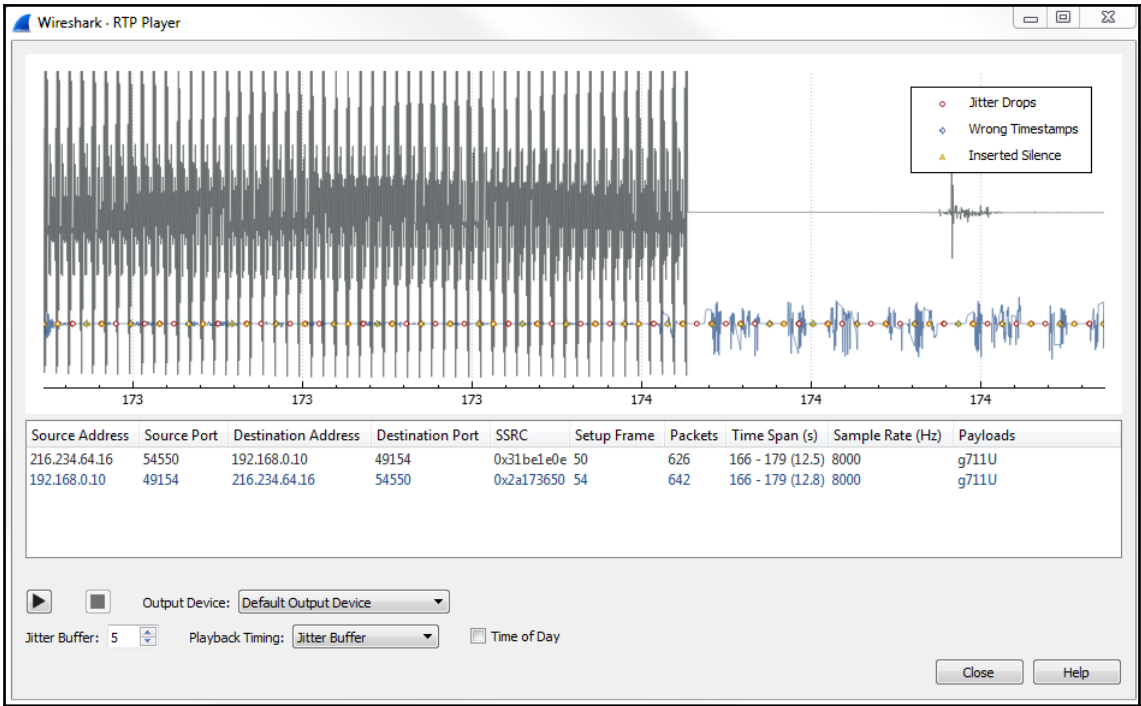 Wireshark · RTP Player
Jitter Drops
Wrong Timestamps
Inserted Silence
173 173 173 174 174 174
Source Address Source Port Destination Address Destination Port SSRC Setup Frame Packets Time Span (s) Sample Rate (Hz) Payloads
216.234.64.16 54550 192.168.0.10 49154 0x31be1e0e 50 626 166 - 179 (12.5) 8000 g711U
192.168.0.10 49154 216.234.64.16 54550 0x2a173650 54 642 166 - 179 (12.8) 8000 g711U
Output Device: Default Output Device
Jitter Buffer: 5 Playback Timing: Jitter Buffer Time of Day
Close Help